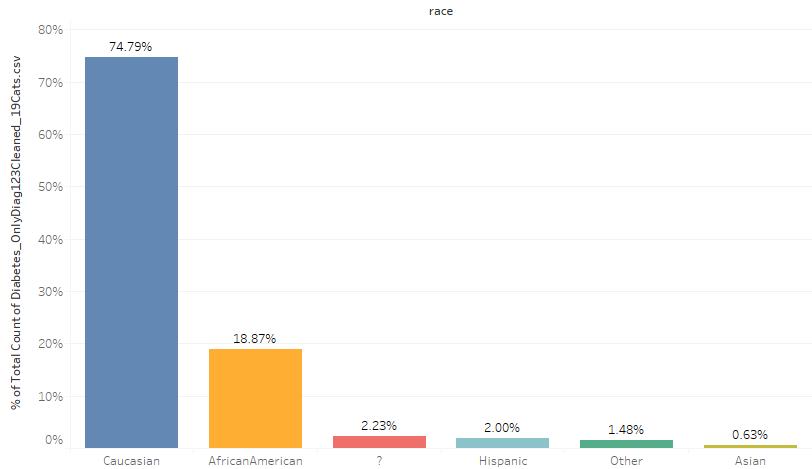 race
% of Total Count of Diabetes_OnlyDiag123Cleaned_19Cats.csv
80%
70%
60%
50%
40%
30%
20%
10%
0%
74.79%
18.87%
2.23%
2.00%
1.48%
0.63%
Caucasian
AfricanAmerican
?
Hispanic
Other
Asian